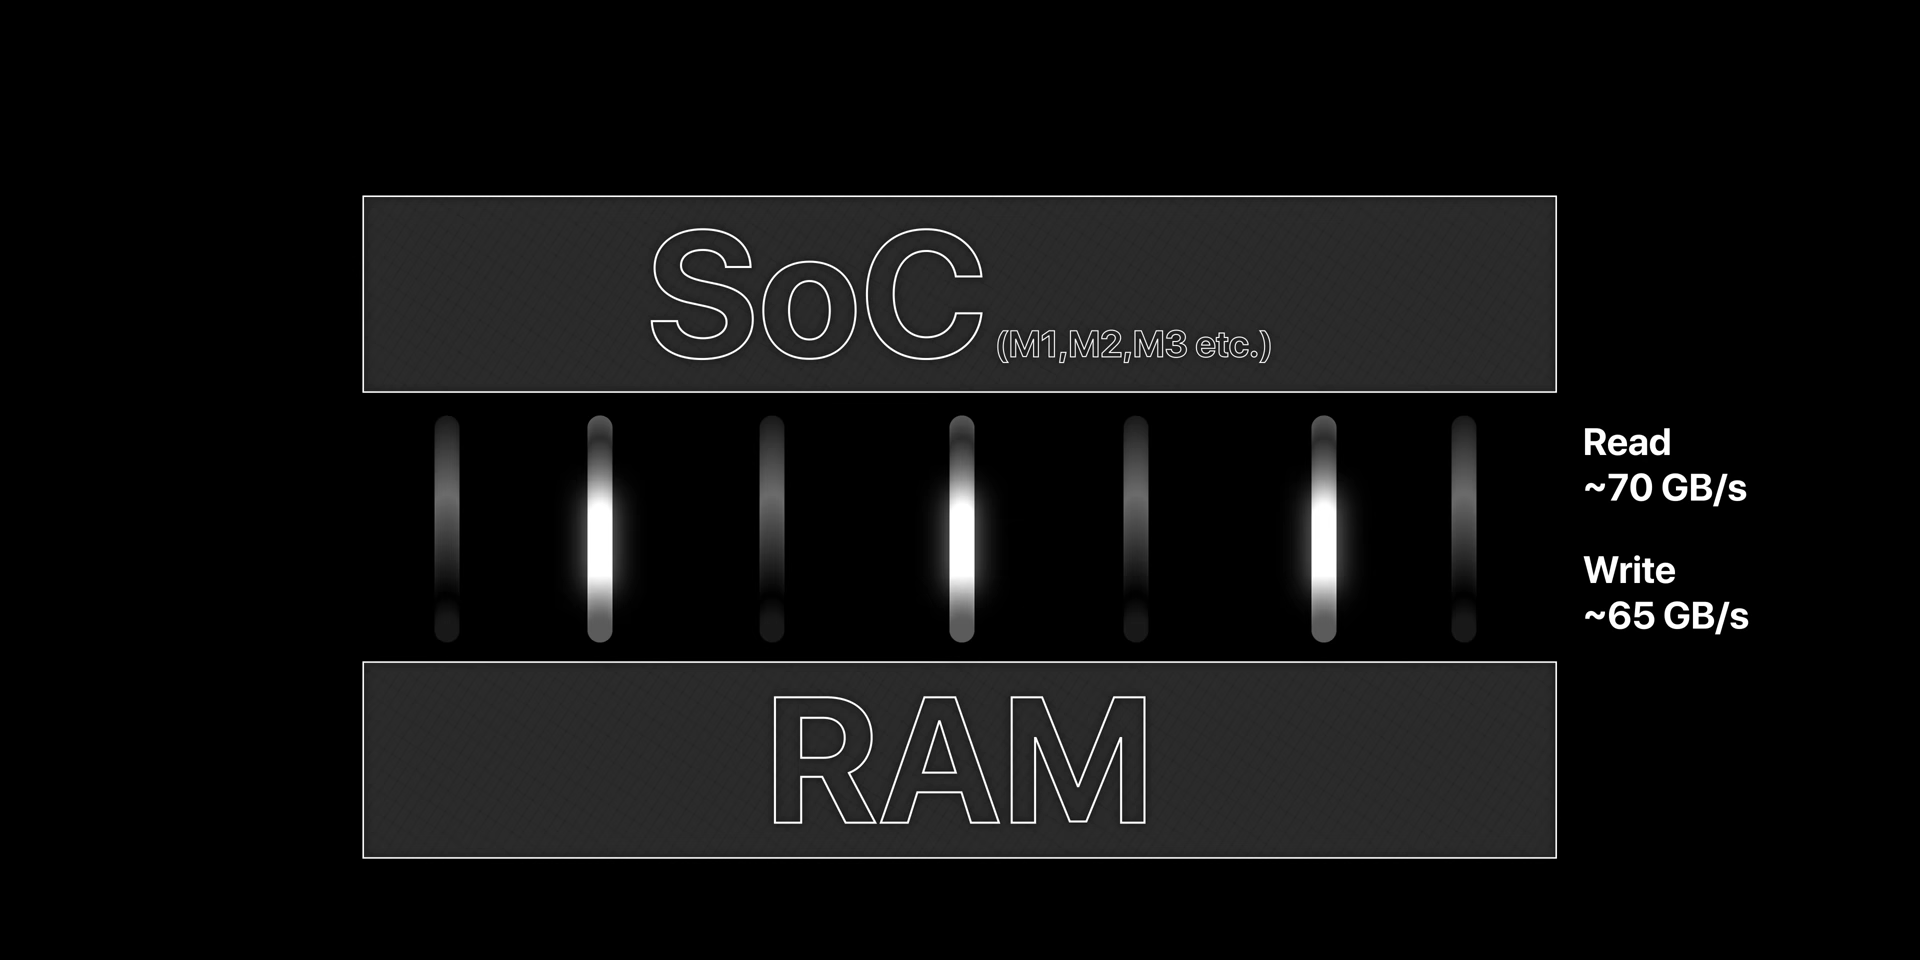 SoC (M1,M2,M3 etc.)
Read
~70 GB/s
Write
~65 GB/s
RAM